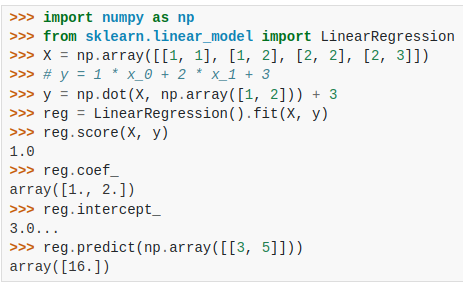 >>> import numpy as np
>>> from sklearn.linear_model import LinearRegression
>>> X = np.array([[1, 1], [1, 2], [2, 2], [2, 3]])
>>> # y = 1 * x_0 + 2 * x_1 + 3
>>> y = np.dot(X, np.array([1, 2])) + 3
>>> reg = LinearRegression().fit(X, y)
>>> reg.score(X, y)
1.0
>>> reg.coef_
array([1., 2.])
>>> reg.intercept_
3.0...
>>> reg.predict(np.array([[3, 5]]))
array([16.])